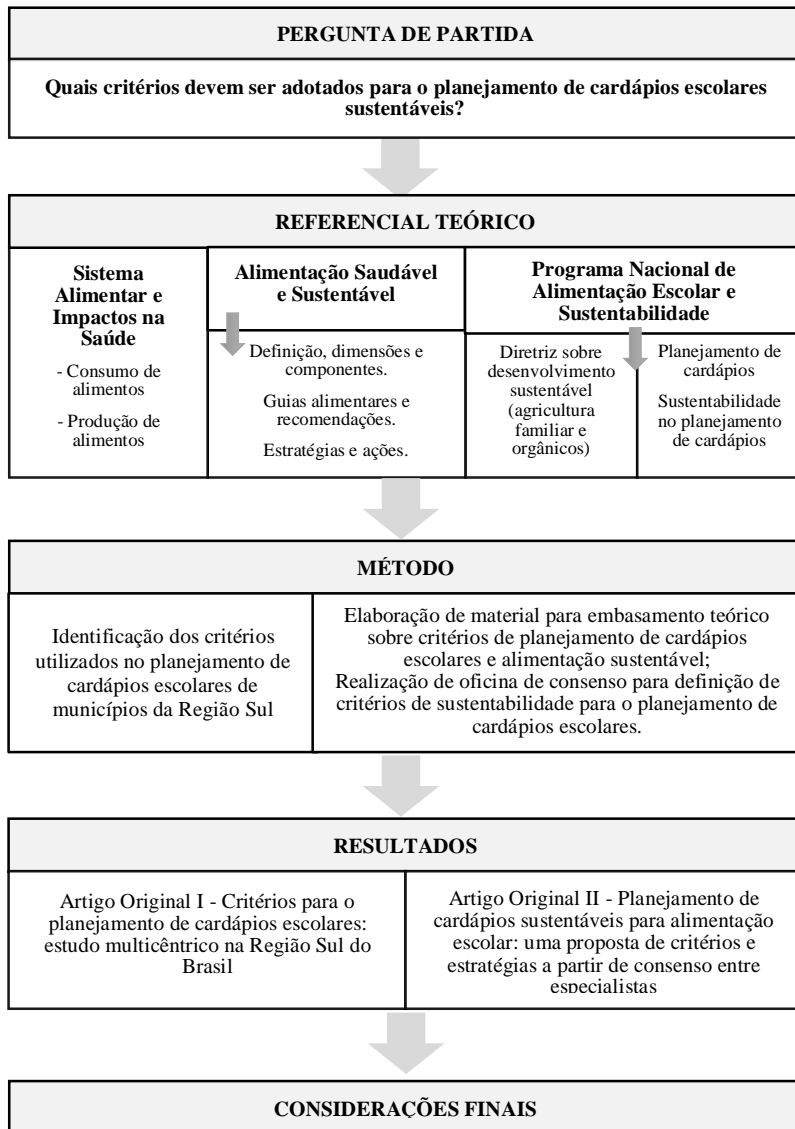 PERGUNTA DE PARTIDA
Quais critérios devem ser adotados para o planejamento de cardápios escolares
sustentáveis?
REFERENCIAL TEÓRICO
Sistema
Alimentar e
Impactos na
Saúde
- Consumo de
alimentos
- Produção de
alimentos
Alimentação Saudável
e Sustentável
Definição, dimensões e
componentes.
Guias alimentares e
recomendações.
Estratégias e ações.
Programa Nacional de
Alimentação Escolar e
Sustentabilidade
Diretriz sobre
desenvolvimento
sustentável
(agricultura
familiar e
orgânicos)
Planejamento de
cardápios
Sustentabilidade
no planejamento
de cardápios
MÉTODO
Identificação dos critérios
utilizados no planejamento de
cardápios escolares de
municípios da Região Sul
Elaboração de material para embasamento teórico
sobre critérios de planejamento de cardápios
escolares e alimentação sustentável;
Realização de oficina de consenso para definição de
critérios de sustentabilidade para o planejamento de
cardápios escolares.
RESULTADOS
Artigo Original I - Critérios para o
planejamento de cardápios escolares:
estudo multicêntrico na Região Sul do
Brasil
Artigo Original II - Planejamento de
cardápios sustentáveis para alimentação
escolar: uma proposta de critérios e
estratégias a partir de consenso entre
especialistas
CONSIDERAÇÕES FINAIS